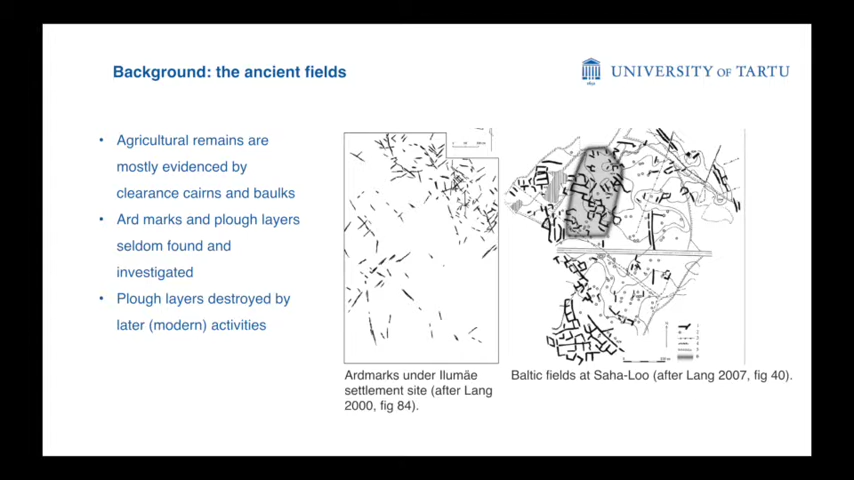 Background: the ancient fields
UNIVERSITY OF TARTU
• Agricultural remains are
mostly evidenced by
clearance cairns and baulks
• Ard marks and plough layers
seldom found and
investigated
• Plough layers destroyed by
later (modern) activities
Ardmarks under Ilumäe
settlement site (after Lang
2000, fig 84).
Baltic fields at Saha-Loo (after Lang 2007, fig 40).